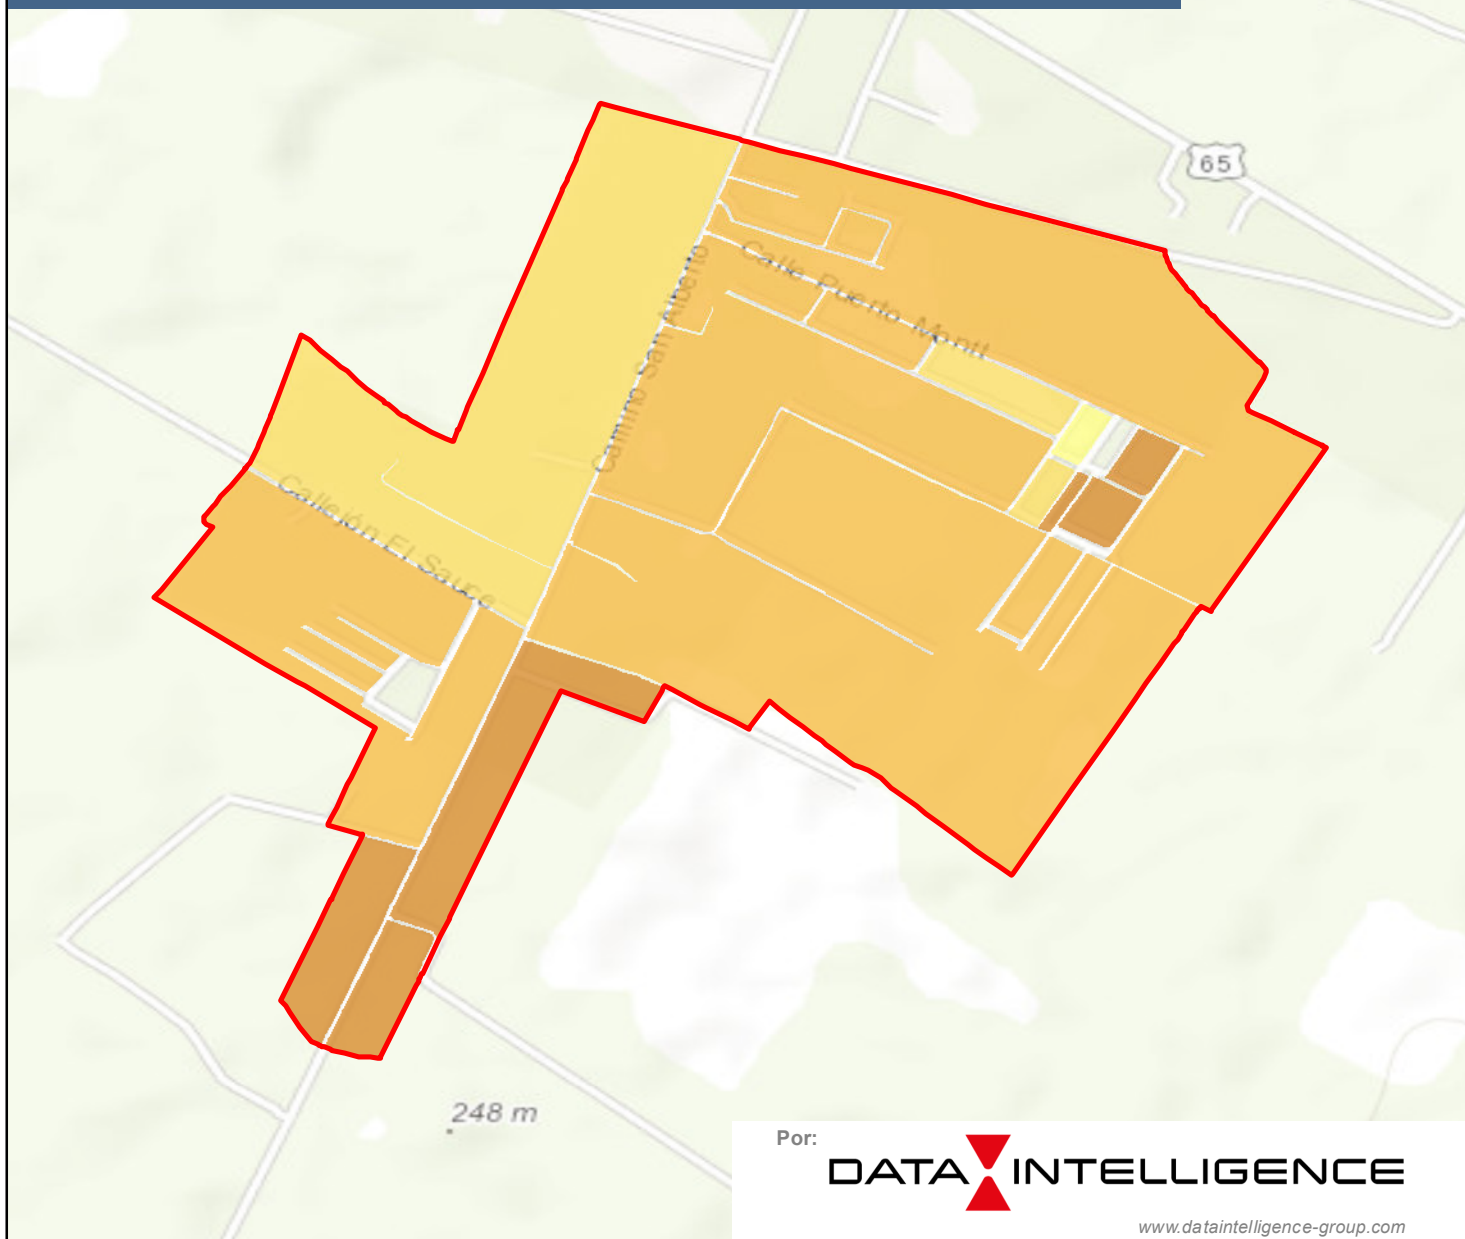 65
Calle Puerto Montt
Camino San Alberto
Callejón El Sauce
248 m
Por:
DATA INTELLIGENCE
www.dataintelligence-group.com